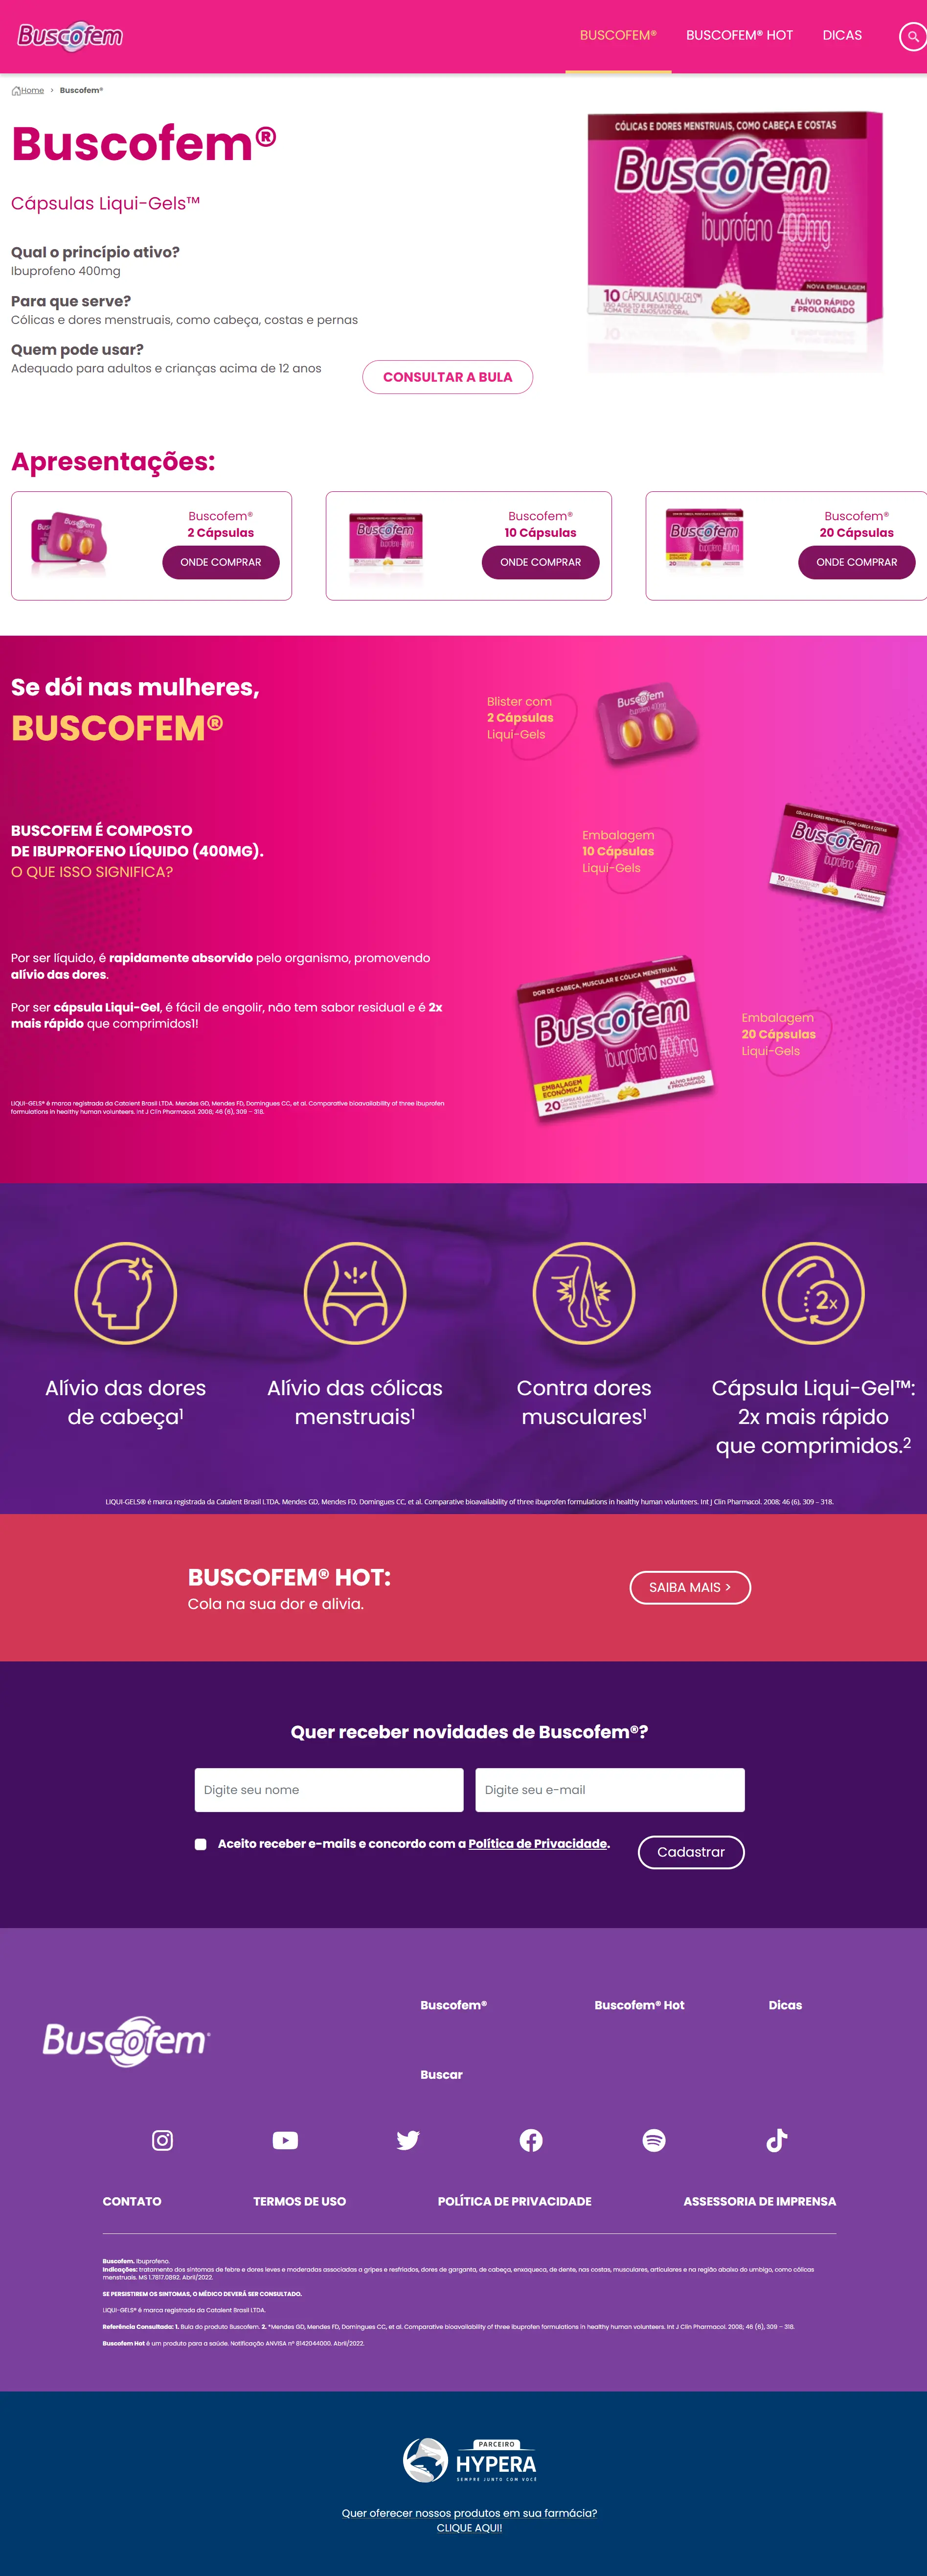 Buscofem
BUSCOFEM®
BUSCOFEM® HOT
DICAS
Home > Buscofem®
Buscofem®
Cápsulas Liqui-Gels™
Qual o princípio ativo?
Ibuprofeno 400mg
Para que serve?
Cólicas e dores menstruais, como cabeça, costas e pernas
Quem pode usar?
Adequado para adultos e crianças acima de 12 anos
CONSULTAR A BULA
CÓLICAS E DORES MENSTRUAIS, COMO CABEÇA E COSTAS
Buscofem
ibuprofeno 400mg
NOVA EMBALAGEM
10 CÁPSULAS LIQUI-GELS
USO ADULTO E PEDIÁTRICO
ACIMA DE 12 ANOS/USO ORAL
ALÍVIO RÁPIDO
E PROLONGADO
Apresentações:
Buscofem®
2 Cápsulas
ONDE COMPRAR
Buscofem®
10 Cápsulas
ONDE COMPRAR
Buscofem®
20 Cápsulas
ONDE COMPRAR
Se dói nas mulheres,
BUSCOFEM®
Blister com
2 Cápsulas
Liqui-Gels
Buscofem
ibuprofeno 400mg
BUSCOFEM É COMPOSTO
DE IBUPROFENO LÍQUIDO (400MG).
O QUE ISSO SIGNIFICA?
Embalagem
10 Cápsulas
Liqui-Gels
CÓLICAS E DORES MENSTRUAIS, COMO CABEÇA E COSTAS
Buscofem
ibuprofeno 400mg
Por ser líquido, é rapidamente absorvido pelo organismo, promovendo
alívio das dores.
Por ser cápsula Liqui-Gel, é fácil de engolir, não tem sabor residual e é 2x
mais rápido que comprimidos1!
DOR DE CABEÇA, MUSCULAR E CÓLICA MENSTRUAL
NOVO
Buscofem
ibuprofeno 400mg
EMBALAGEM
ECONÔMICA
20
ALÍVIO RÁPIDO
E PROLONGADO
Embalagem
20 Cápsulas
Liqui-Gels
LIQUI-GELS® é marca registrada da Catalent Brasil LTDA. Mendes GD, Mendes FD, Domingues CC, et al. Comparative bioavailability of three ibuprofen
formulations in healthy human volunteers. Int J Clin Pharmacol. 2008; 46 (6), 309 – 318.
Alívio das dores
de cabeça¹
Alívio das cólicas
menstruais¹
Contra dores
musculares¹
2x
Cápsula Liqui-Gel™:
2x mais rápido
que comprimidos.²
LIQUI-GELS® é marca registrada da Catalent Brasil LTDA. Mendes GD, Mendes FD, Domingues CC, et al. Comparative bioavailability of three ibuprofen formulations in healthy human volunteers. Int J Clin Pharmacol. 2008; 46 (6), 309 – 318.
BUSCOFEM® HOT:
Cola na sua dor e alivia.
SAIBA MAIS >
Quer receber novidades de Buscofem®?
Digite seu nome
Digite seu e-mail
Aceito receber e-mails e concordo com a Política de Privacidade.
Cadastrar
Buscofem
Buscofem®
Buscofem® Hot
Dicas
Buscar
CONTATO
TERMOS DE USO
POLÍTICA DE PRIVACIDADE
ASSESSORIA DE IMPRENSA
Buscofem. Ibuprofeno.
Indicações: tratamento dos sintomas de febre e dores leves e moderadas associadas a gripes e resfriados, dores de garganta, de cabeça, enxaqueca, de dente, nas costas, musculares, articulares e na região abaixo do umbigo, como cólicas
menstruais. MS 1.7817.0892. Abril/2022.
SE PERSISTIREM OS SINTOMAS, O MÉDICO DEVERÁ SER CONSULTADO.
LIQUI-GELS® é marca registrada da Catalent Brasil LTDA.
Referência Consultada: 1. Bula do produto Buscofem. 2. *Mendes GD, Mendes FD, Domingues CC, et al. Comparative bioavailability of three ibuprofen formulations in healthy human volunteers. Int J Clin Pharmacol. 2008; 46 (6), 309 – 318.
Buscofem Hot é um produto para a saúde. Notificação ANVISA nº 8142044000. Abril/2022.
PARCEIRO
HYPERA
SEMPRE JUNTO COM VOCÊ
Quer oferecer nossos produtos em sua farmácia?
CLIQUE AQUI!